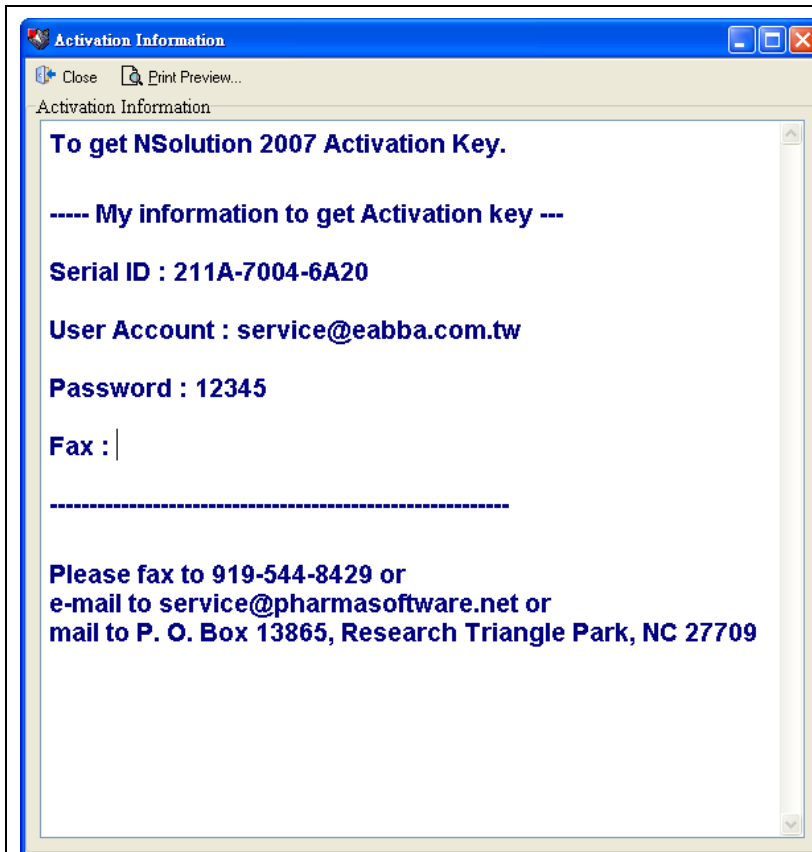 Activation Information
Close Print Preview...
Activation Information
To get NSolution 2007 Activation Key.
----- My information to get Activation key ---
Serial ID : 211A-7004-6A20
User Account : service@eabba.com.tw
Password : 12345
Fax :
----------------------------------------------------------
Please fax to 919-544-8429 or
e-mail to service@pharmasoftware.net or
mail to P. O. Box 13865, Research Triangle Park, NC 27709